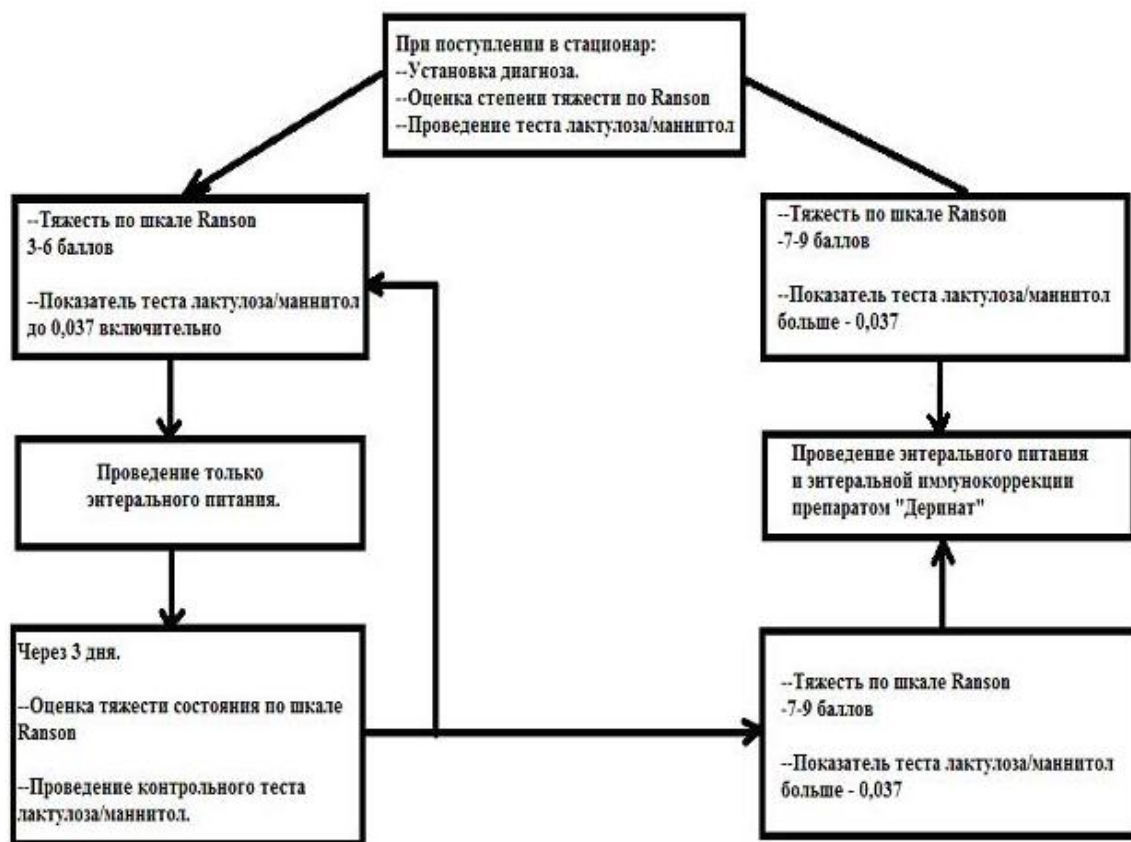 При поступлении в стационар:
--Установка диагноза.
--Оценка степени тяжести по Ranson
--Проведение теста лактулоза/маннитол
--Тяжесть по шкале Ranson
3-6 баллов
--Показатель теста лактулоза/маннитол
до 0,037 включительно
--Тяжесть по шкале Ranson
-7-9 баллов
--Показатель теста лактулоза/маннитол
больше - 0,037
Проведение только
энтерального питания.
Проведение энтерального питания
и энтеральной иммунокоррекции
препаратом "Деринат"
Через 3 дня.
--Оценка тяжести состояния по шкале
Ranson
--Проведение контрольного теста
лактулоза/маннитол.
--Тяжесть по шкале Ranson
-7-9 баллов
--Показатель теста лактулоза/маннитол
больше - 0,037